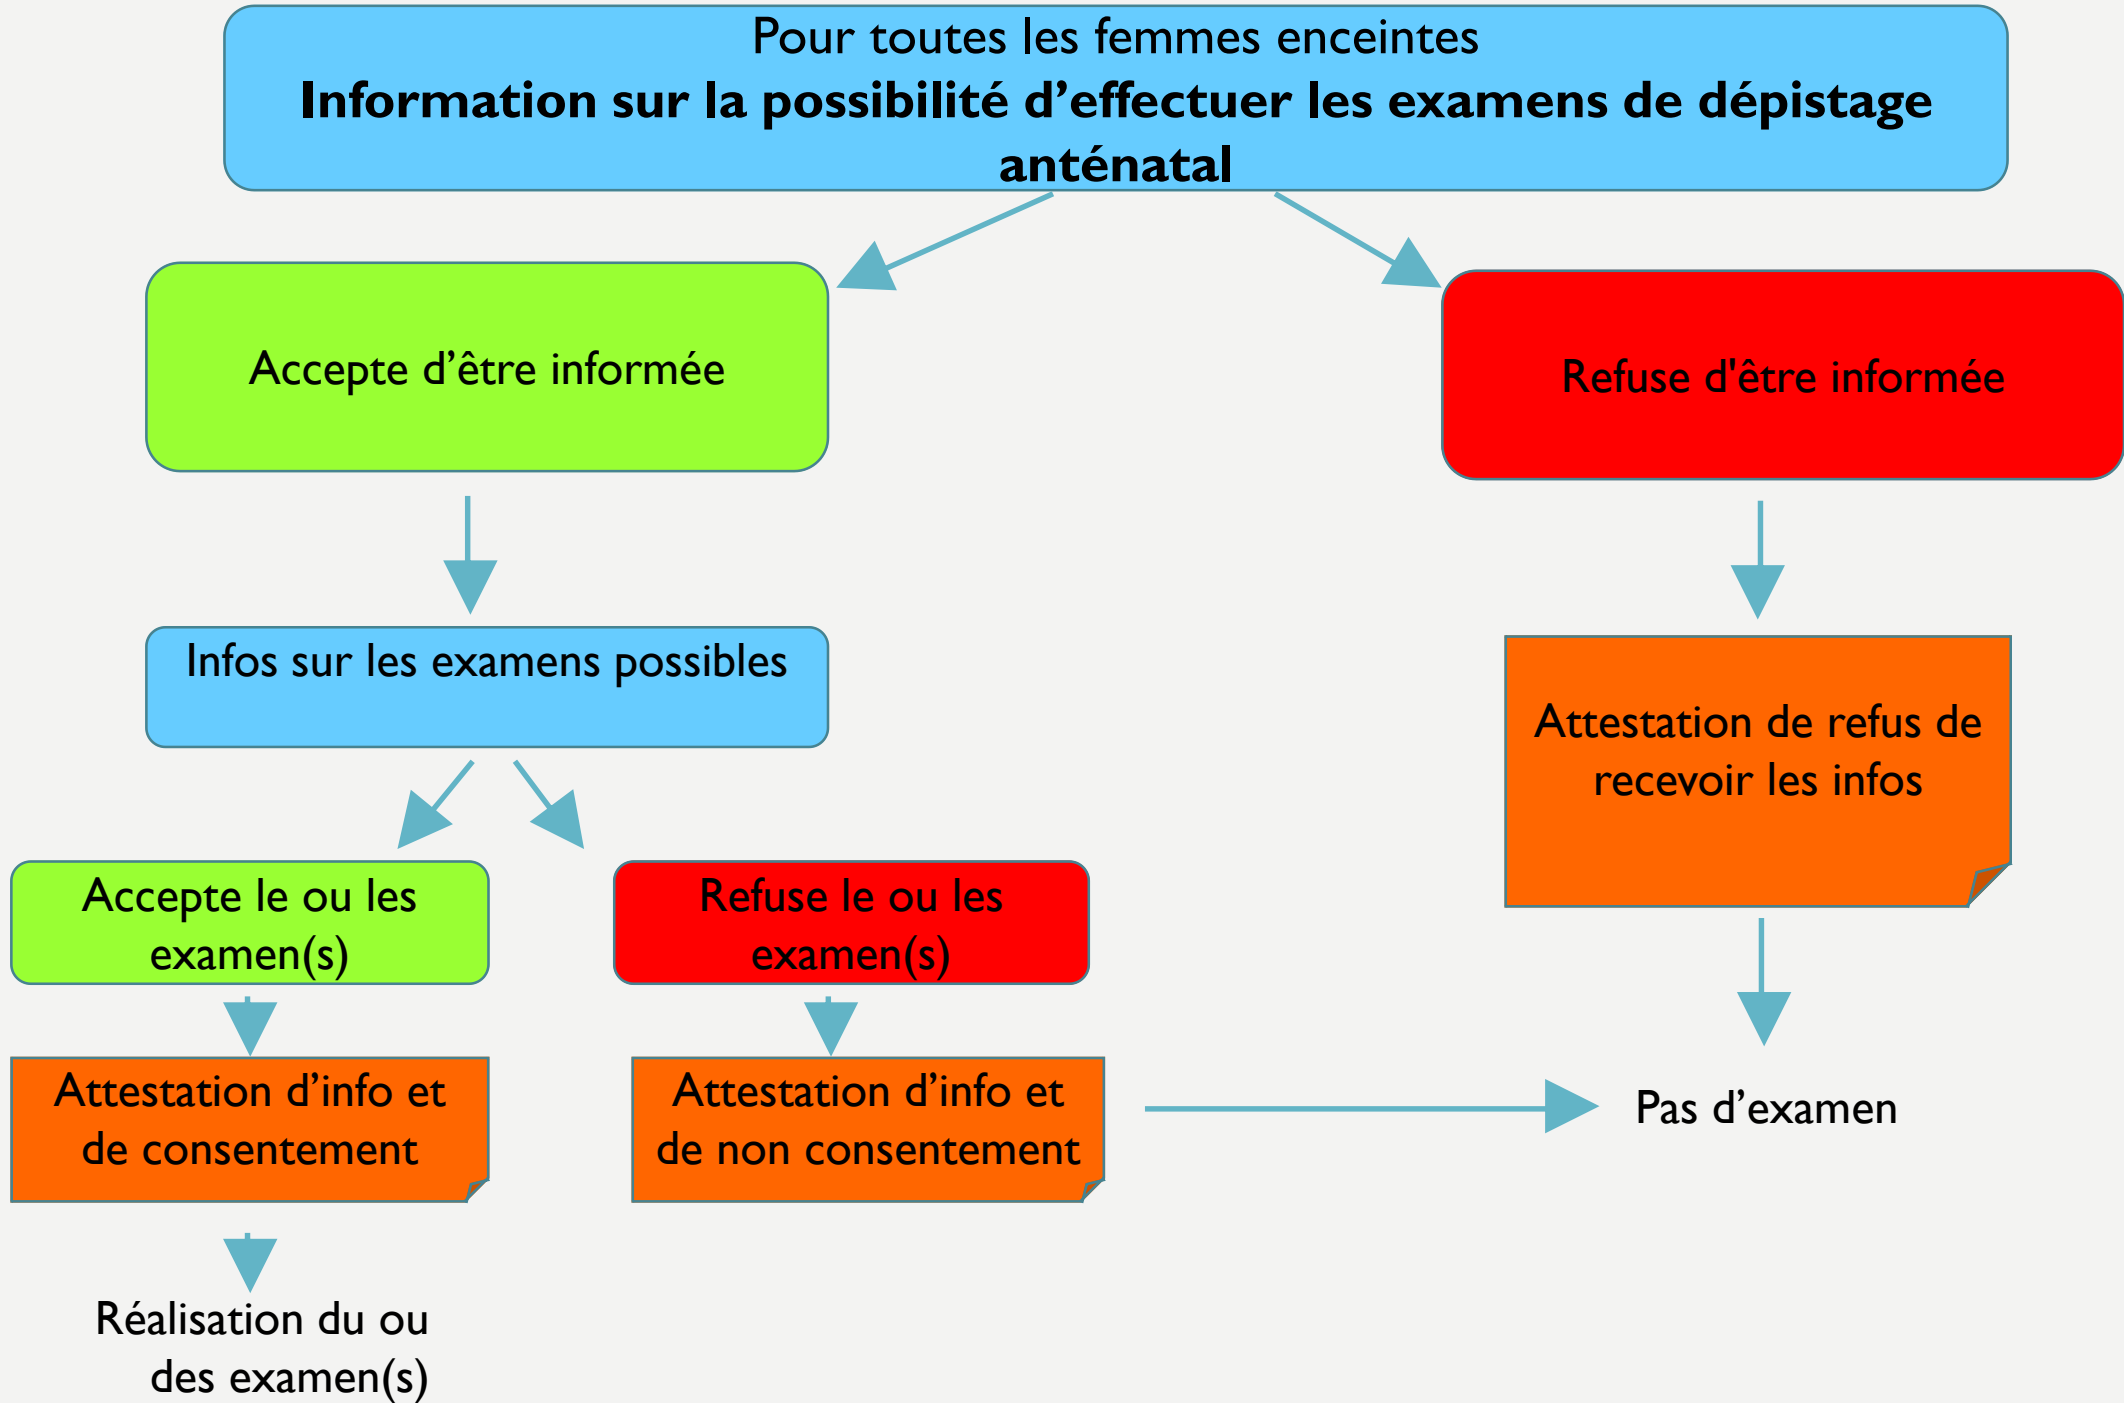 Pour toutes les femmes enceintes
Information sur la possibilité d’effectuer les examens de dépistage
anténatal
Accepte d’être informée
Refuse d'être informée
Infos sur les examens possibles
Attestation de refus de
recevoir les infos
Accepte le ou les
examen(s)
Refuse le ou les
examen(s)
Attestation d’info et
de consentement
Attestation d’info et
de non consentement
Pas d’examen
Réalisation du ou
des examen(s)